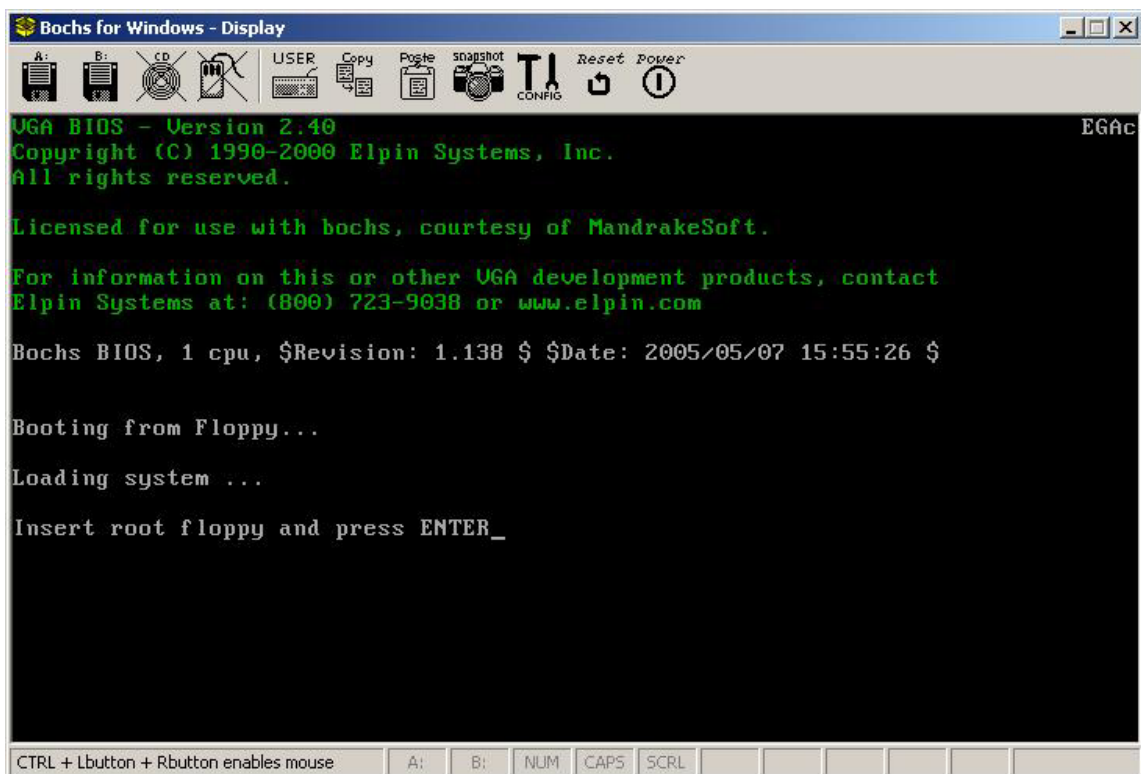 Bochs for Windows - Display
A: B: CD USER Copy Paste snapshot CONFIG Reset Power
VGA BIOS - Version 2.40 EGAc
Copyright (C) 1990-2000 Elpin Systems, Inc.
All rights reserved.
Licensed for use with bochs, courtesy of MandrakeSoft.
For information on this or other VGA development products, contact
Elpin Systems at: (800) 723-9038 or www.elpin.com
Bochs BIOS, 1 cpu, $Revision: 1.138 $ $Date: 2005/05/07 15:55:26 $
Booting from Floppy...
Loading system ...
Insert root floppy and press ENTER_
CTRL + Lbutton + Rbutton enables mouse A: B: NUM CAPS SCRL